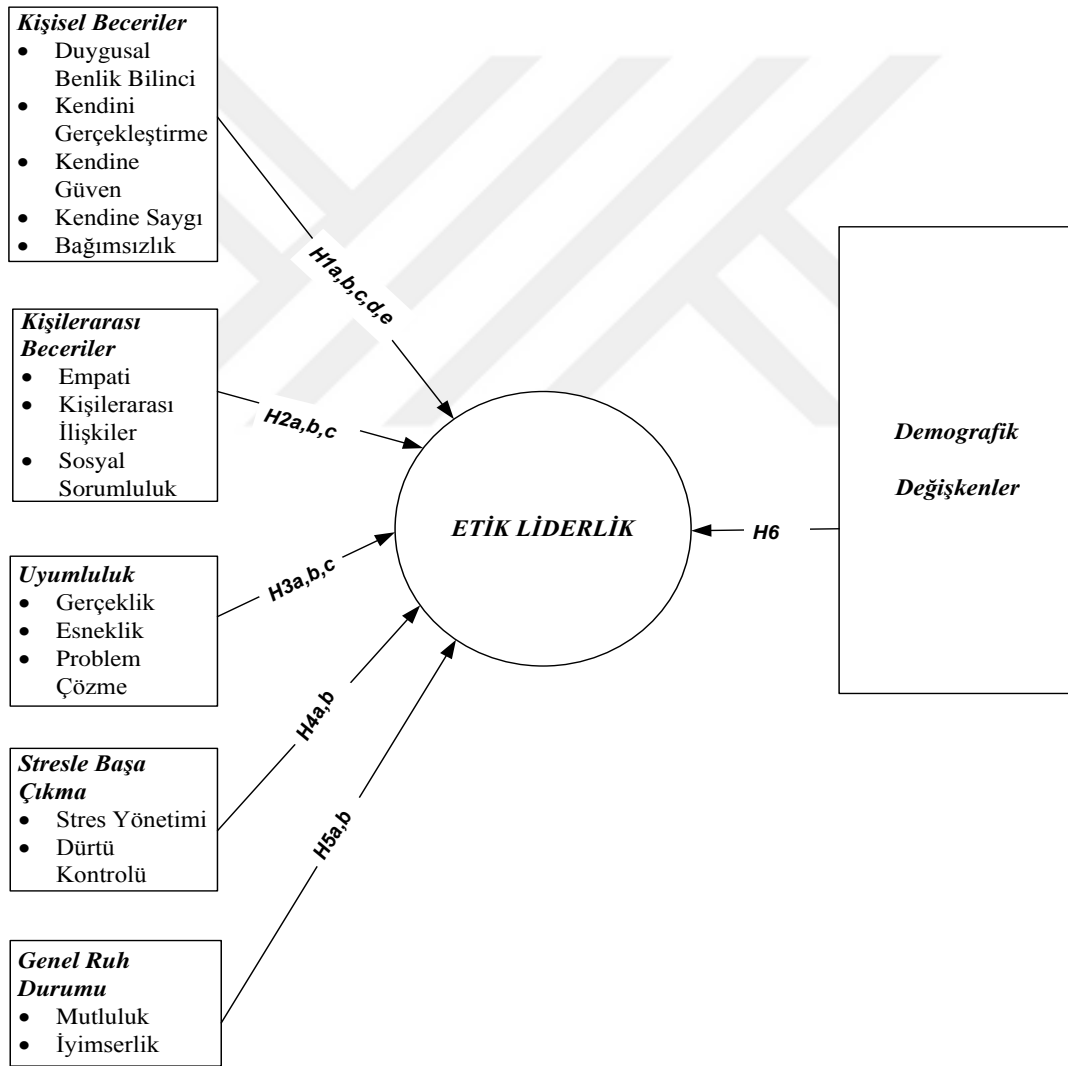 Kişisel Beceriler
• Duygusal
Benlik Bilinci
• Kendini
Gerçekleştirme
• Kendine
Güven
• Kendine Saygı
• Bağımsızlık
H1a,b,c,d,e
Kişilerarası
Beceriler
• Empati
• Kişilerarası
İlişkiler
• Sosyal
Sorumluluk
H2a,b,c
Uyumluluk
• Gerçeklik
• Esneklik
• Problem
Çözme
H3a,b,c
Stresle Başa
Çıkma
• Stres Yönetimi
• Dürtü
Kontrolü
H4a,b
Genel Ruh
Durumu
• Mutluluk
• İyimserlik
H5a,b
ETİK LİDERLİK
H6
Demografik
Değişkenler